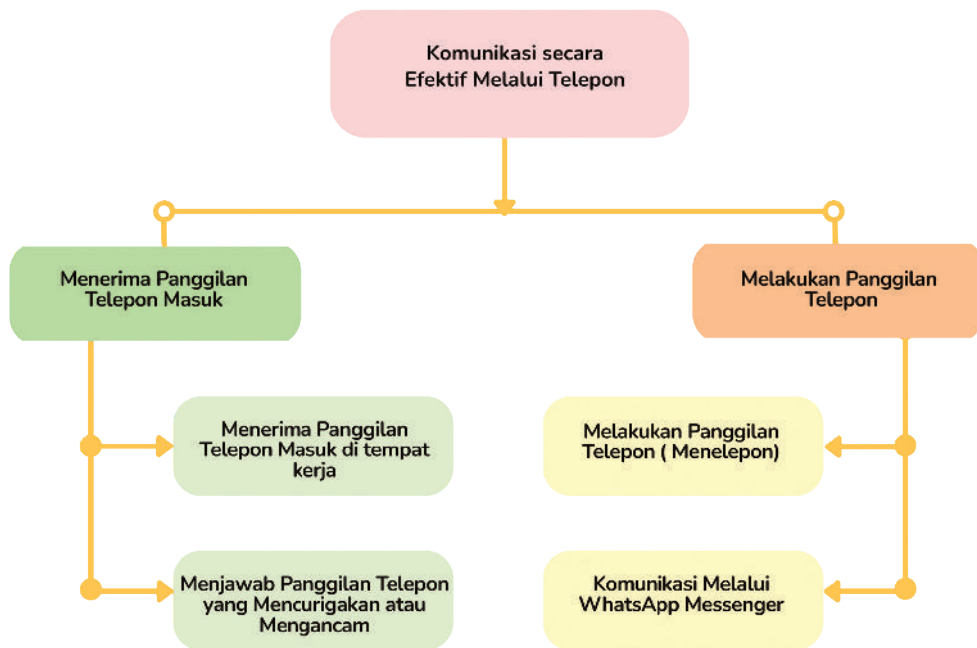 Komunikasi secara
Efektif Melalui Telepon
Menerima Panggilan
Telepon Masuk
Melakukan Panggilan
Telepon
Menerima Panggilan
Telepon Masuk di tempat
kerja
Melakukan Panggilan
Telepon ( Menelepon)
Menjawab Panggilan Telepon
yang Mencurigakan atau
Mengancam
Komunikasi Melalui
WhatsApp Messenger